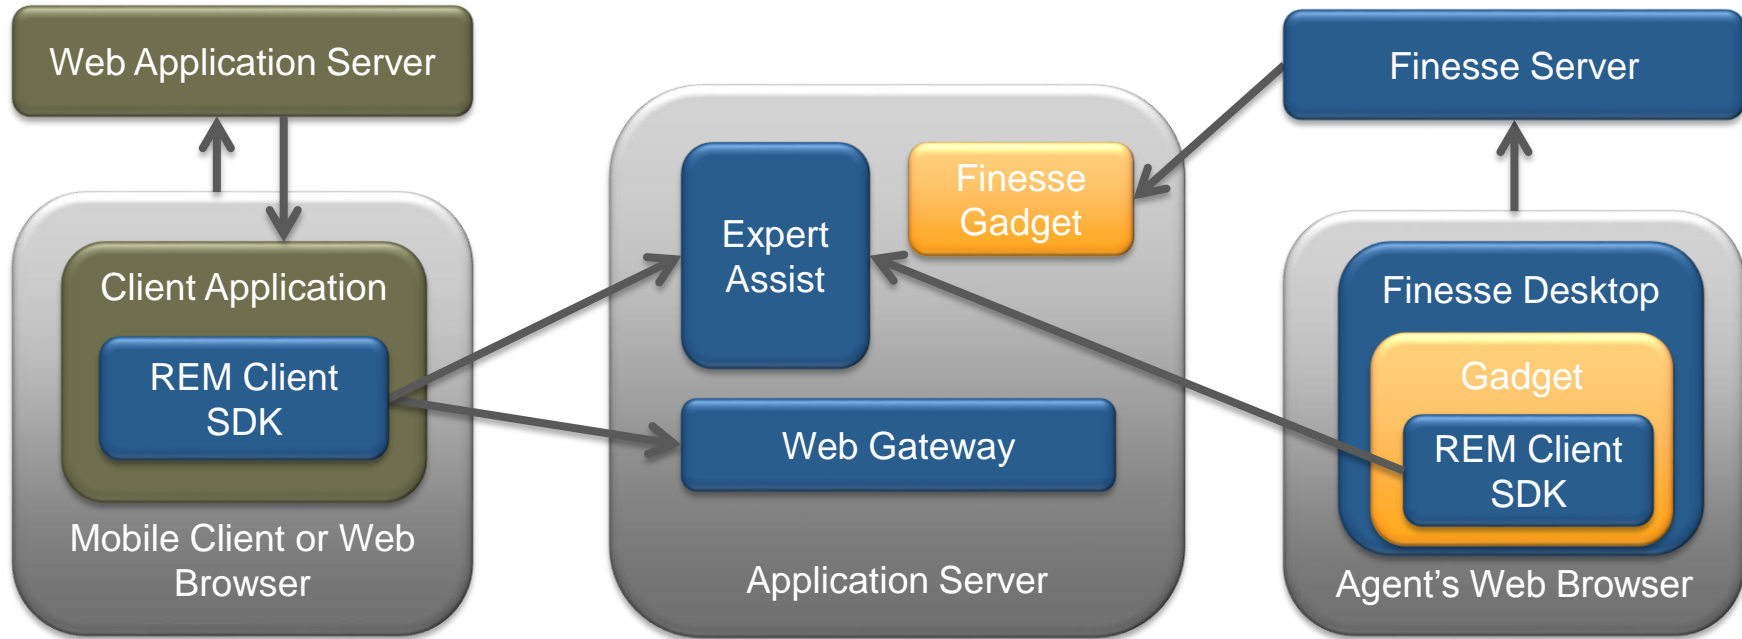 Web Application Server
Client Application
REM Client
SDK
Mobile Client or Web
Browser
Expert
Assist
Finesse
Gadget
Web Gateway
Application Server
Finesse Server
Finesse Desktop
Gadget
REM Client
SDK
Agent’s Web Browser